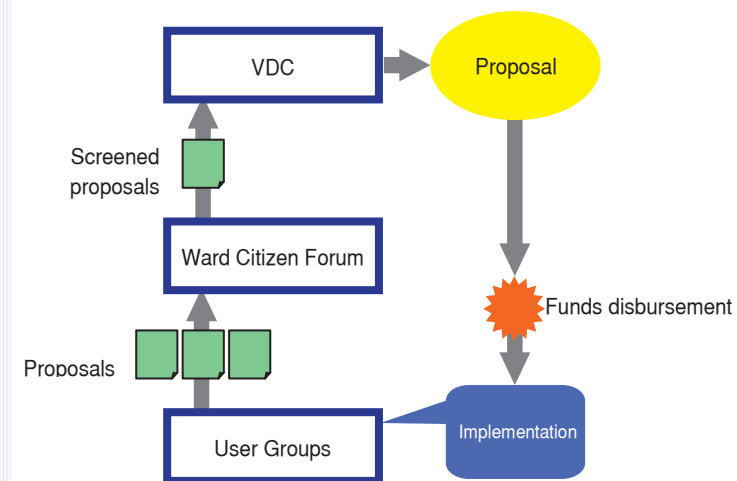 VDC
Proposal
Screened
proposals
Ward Citizen Forum
Funds disbursement
Proposals
Implementation
User Groups